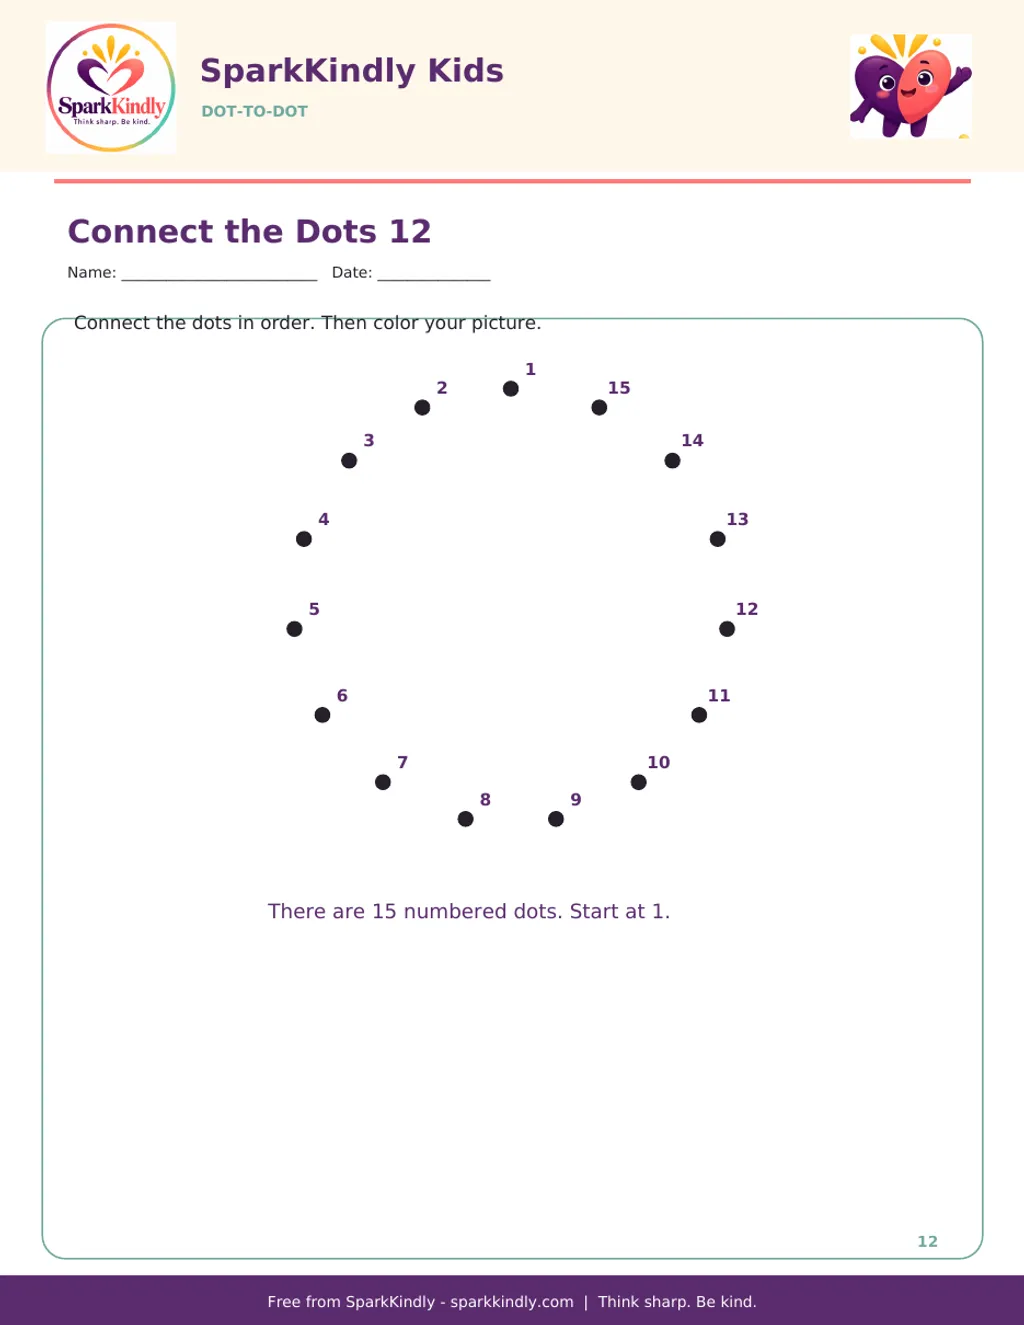 SparkKindly
Think sharp. Be kind.
SparkKindly Kids
DOT-TO-DOT
Connect the Dots 12
Name: __________________________ Date: _______________
Connect the dots in order. Then color your picture.
1
2
15
3
14
4
13
5
12
6
11
7
10
8
9
There are 15 numbered dots. Start at 1.
12
Free from SparkKindly - sparkkindly.com | Think sharp. Be kind.